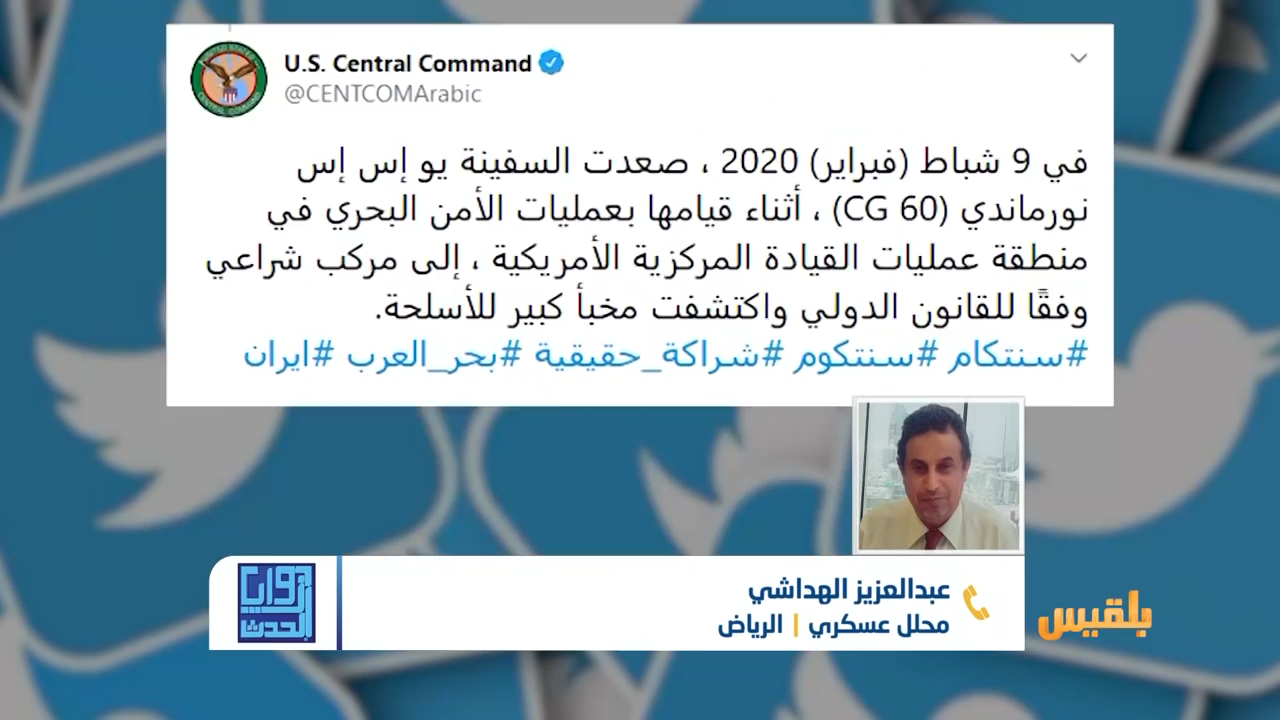 U.S. Central Command
@CENTCOMArabic
في 9 شباط (فبراير) 2020 ، صعدت السفينة يو إس إس
نورماندي (CG 60) ، أثناء قيامها بعمليات الأمن البحري في
منطقة عمليات القيادة المركزية الأمريكية ، إلى مركب شراعي
وفقًا للقانون الدولي واكتشفت مخبأ كبير للأسلحة.
#سنتكام #سنتكوم #شراكة_حقيقية #بحر_العرب #ايران
عبدالعزيز الهداشي
محلل عسكري | الرياض
بلقيس